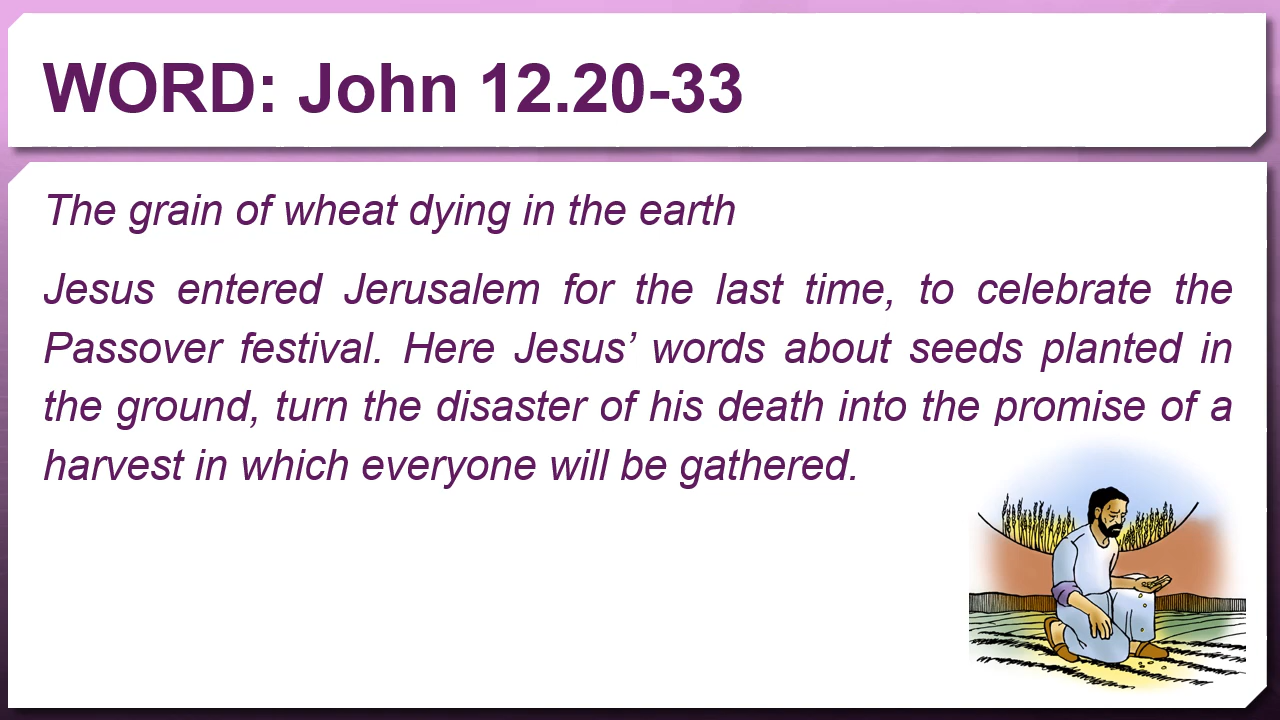 WORD: John 12.20-33
The grain of wheat dying in the earth
Jesus entered Jerusalem for the last time, to celebrate the
Passover festival. Here Jesus’ words about seeds planted in
the ground, turn the disaster of his death into the promise of a
harvest in which everyone will be gathered.